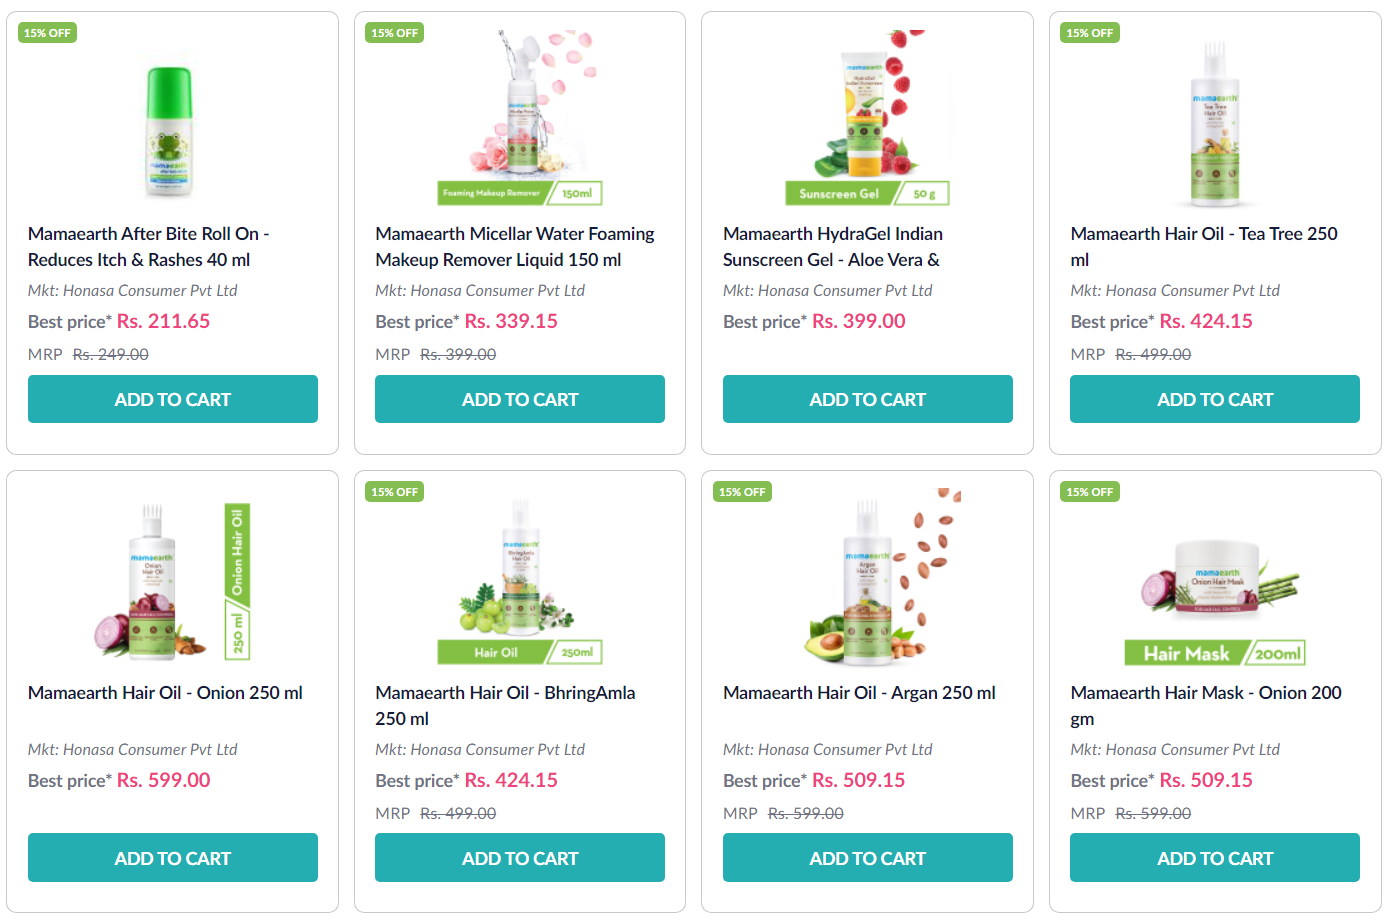 15% OFF
mamaearth
Mamaearth After Bite Roll On -
Reduces Itch & Rashes 40 ml
Mkt: Honasa Consumer Pvt Ltd
Best price* Rs. 211.65
MRP Rs. 249.00
ADD TO CART
15% OFF
mamaearth
Foaming Makeup Remover
150ml
Mamaearth Micellar Water Foaming
Makeup Remover Liquid 150 ml
Mkt: Honasa Consumer Pvt Ltd
Best price* Rs. 339.15
MRP Rs. 399.00
ADD TO CART
mamaearth
Sunscreen Gel
50 g
Mamaearth HydraGel Indian
Sunscreen Gel - Aloe Vera &
Mkt: Honasa Consumer Pvt Ltd
Best price* Rs. 399.00
ADD TO CART
15% OFF
mamaearth
Tea Tree
Hair Oil
Mamaearth Hair Oil - Tea Tree 250
ml
Mkt: Honasa Consumer Pvt Ltd
Best price* Rs. 424.15
MRP Rs. 499.00
ADD TO CART
mamaearth
Onion
Hair Oil
250 ml
Onion Hair Oil
Mamaearth Hair Oil - Onion 250 ml
Mkt: Honasa Consumer Pvt Ltd
Best price* Rs. 599.00
ADD TO CART
15% OFF
mamaearth
BhringAmla
Hair Oil
Hair Oil
250ml
Mamaearth Hair Oil - BhringAmla
250 ml
Mkt: Honasa Consumer Pvt Ltd
Best price* Rs. 424.15
MRP Rs. 499.00
ADD TO CART
15% OFF
mamaearth
Argan
Hair Oil
Mamaearth Hair Oil - Argan 250 ml
Mkt: Honasa Consumer Pvt Ltd
Best price* Rs. 509.15
MRP Rs. 599.00
ADD TO CART
15% OFF
mamaearth
Onion Hair Mask
Hair Mask
200ml
Mamaearth Hair Mask - Onion 200
gm
Mkt: Honasa Consumer Pvt Ltd
Best price* Rs. 509.15
MRP Rs. 599.00
ADD TO CART